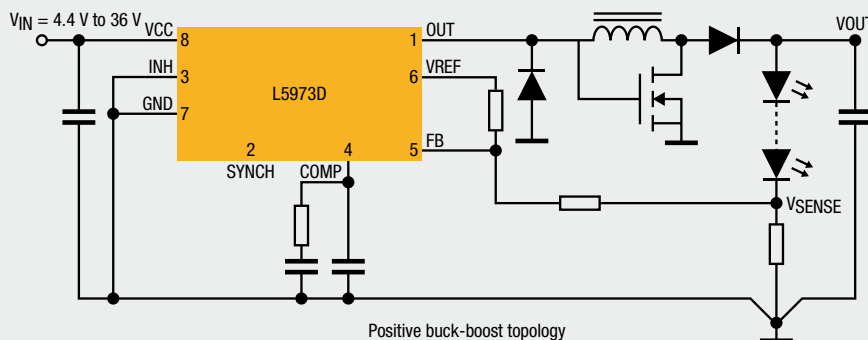 VIN = 4.4 V to 36 V
VCC
8
1
OUT
VOUT
INH
3
6
VREF
L5973D
GND
7
2
4
5
FB
SYNCH
COMP
VSENSE
Positive buck-boost topology